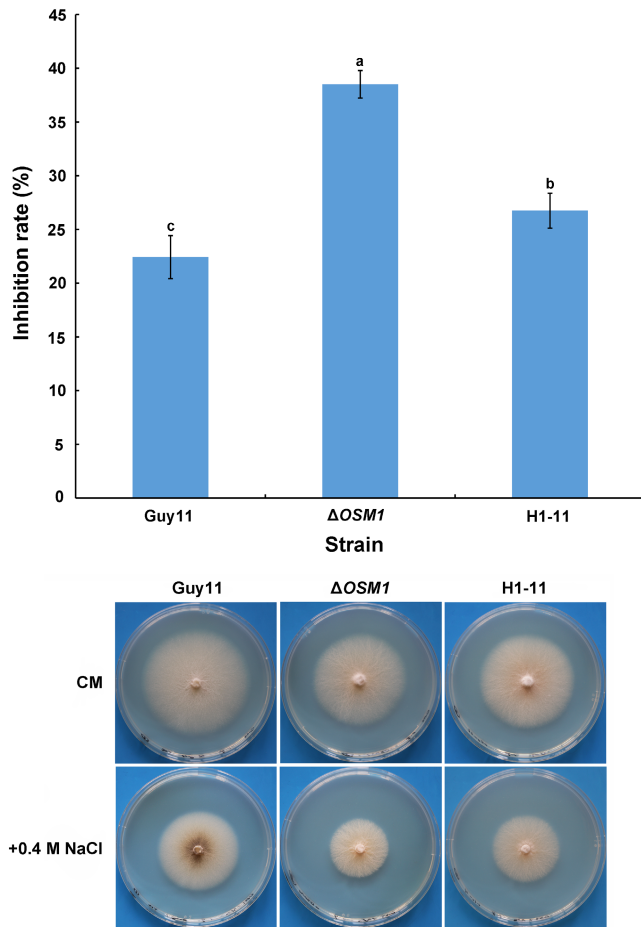 45
40
35
30
25
20
15
10
5
0
Inhibition rate (%)
c
a
b
Guy11
ΔOSM1
H1-11
Strain
Guy11
ΔOSM1
H1-11
CM
+0.4 M NaCl